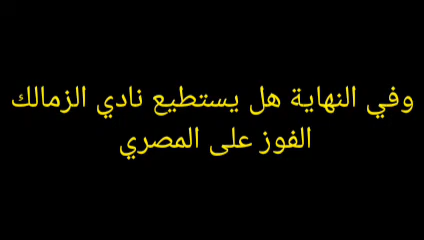 وفي النهاية هل يستطيع نادي الزمالك
الفوز على المصري